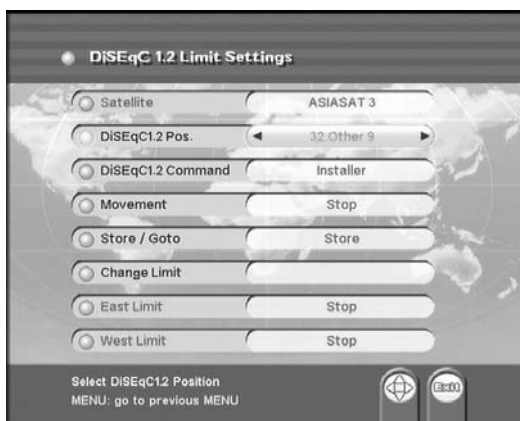 DiSEqC 1.2 Limit Settings
Satellite ASIASAT 3
DiSEqC1.2 Pos. 32.Other 9
DiSEqC1.2 Command Installer
Movement Stop
Store / Goto Store
Change Limit
East Limit Stop
West Limit Stop
Select DiSEqC1.2 Position
MENU: go to previous MENU
Exit